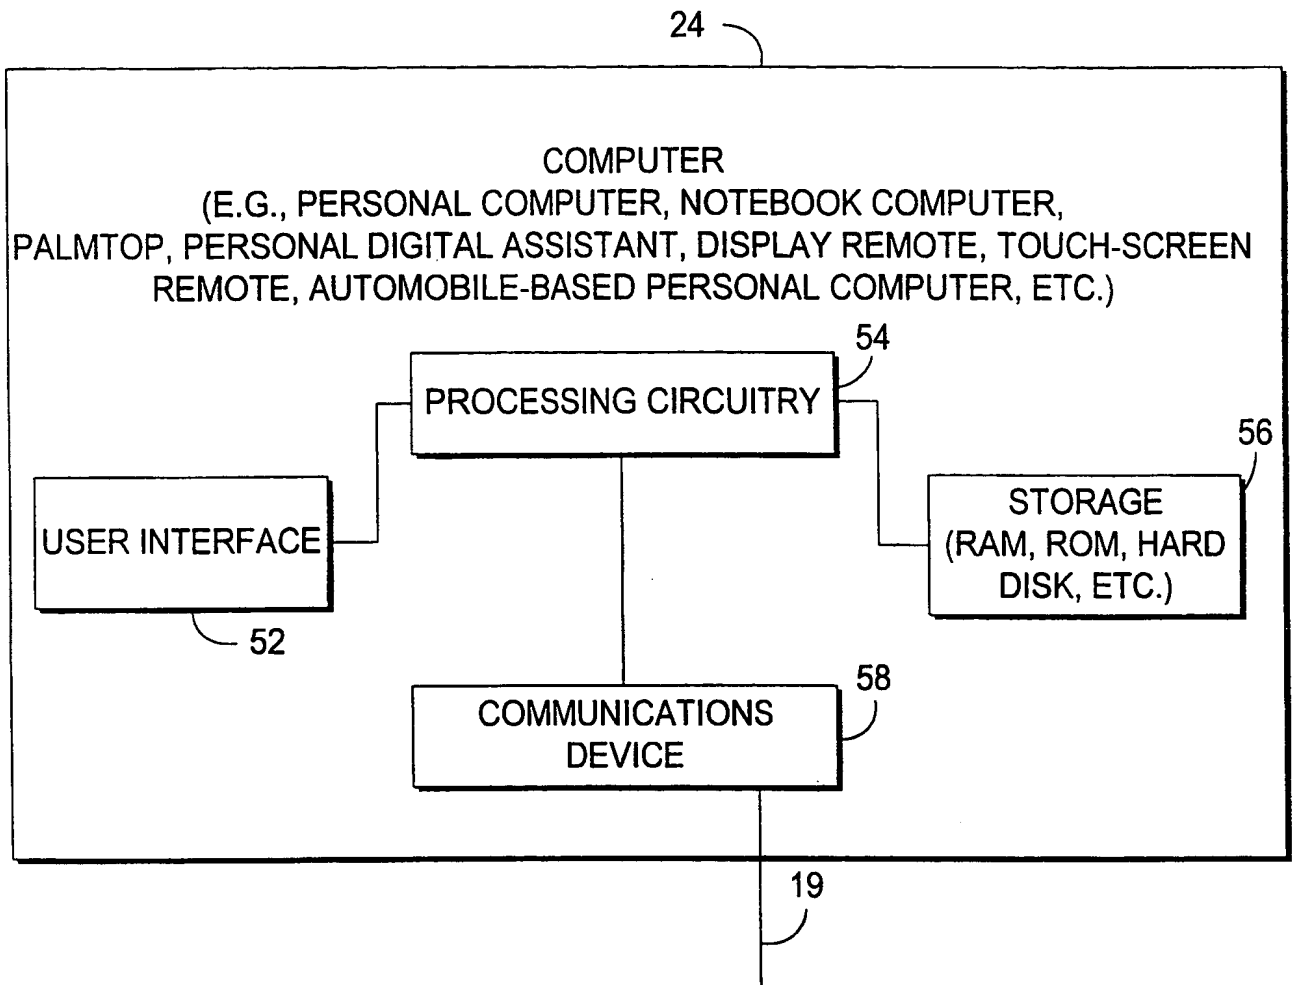 24
COMPUTER
(E.G., PERSONAL COMPUTER, NOTEBOOK COMPUTER,
PALMTOP, PERSONAL DIGITAL ASSISTANT, DISPLAY REMOTE, TOUCH-SCREEN
REMOTE, AUTOMOBILE-BASED PERSONAL COMPUTER, ETC.)
54
PROCESSING CIRCUITRY
56
STORAGE
(RAM, ROM, HARD
DISK, ETC.)
USER INTERFACE
52
58
COMMUNICATIONS
DEVICE
19